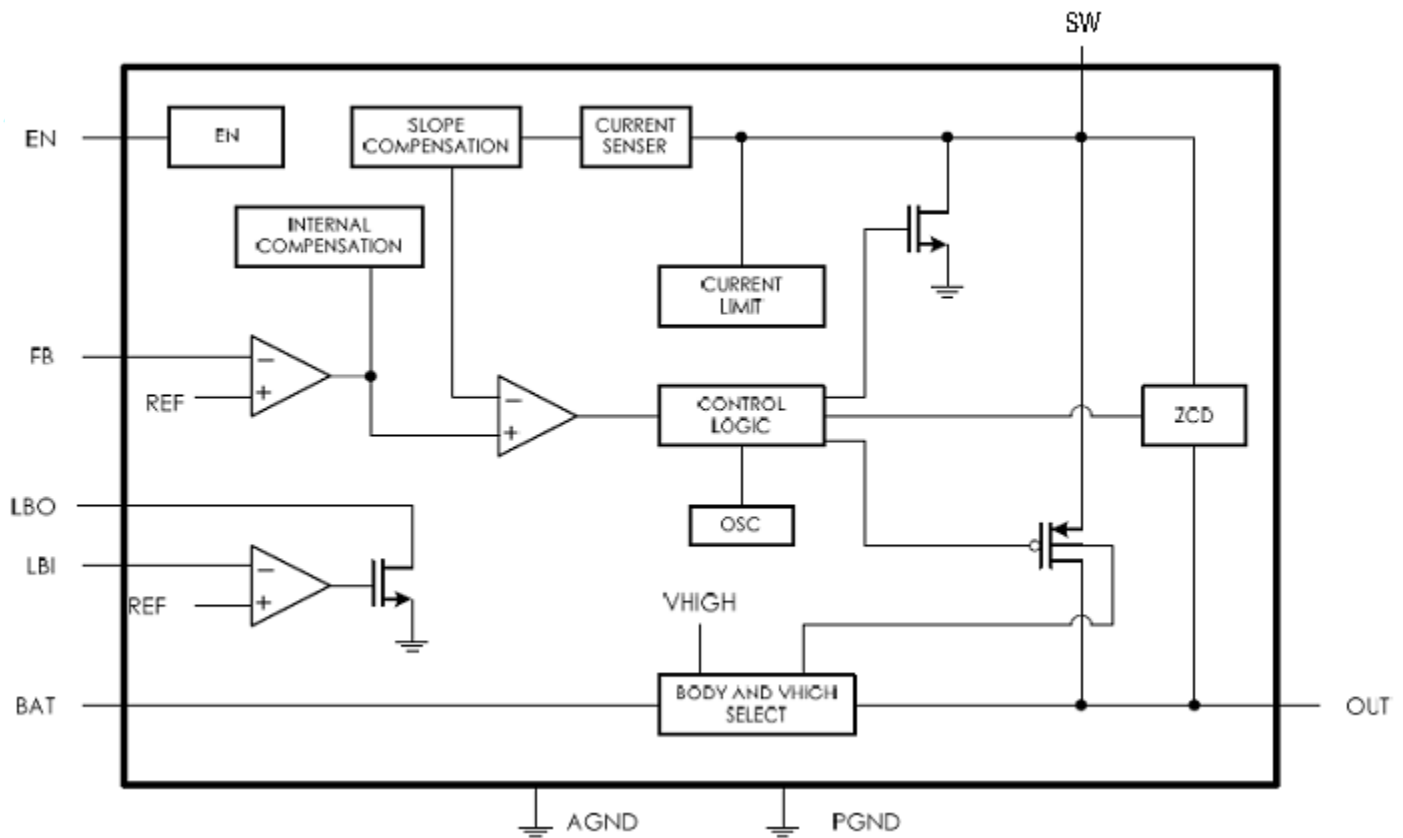 SW
EN
EN
SLOPE
COMPENSATION
CURRENT
SENSER
INTERNAL
COMPENSATION
CURRENT
LIMIT
FB
−
REF
+
−
+
CONTROL
LOGIC
ZCD
LBO
OSC
LBI
−
REF
+
VHIGH
BAT
BODY AND VHIGH
SELECT
OUT
AGND
PGND